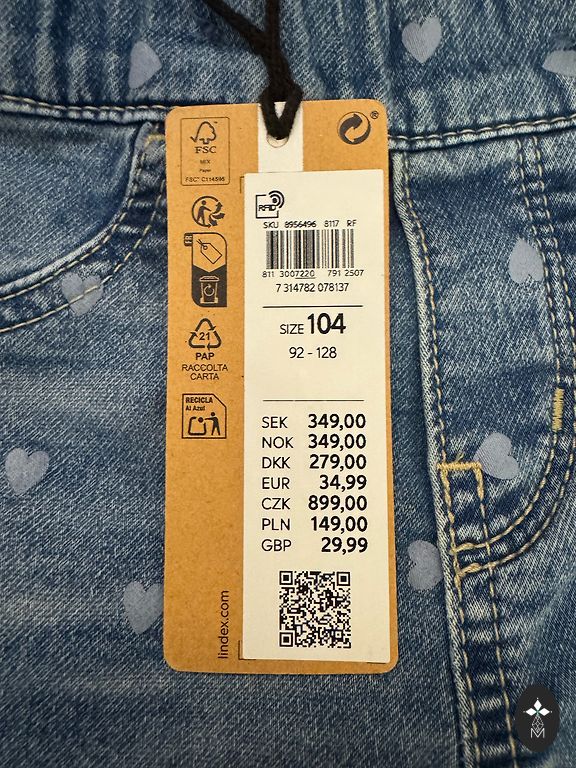 FSC
MIX
Paper
FSC® C114595
®
RFID
SKU 8956496 8117 RF
811 3007220 791 2507
7 314782 078137
SIZE 104
92 - 128
21
PAP
RACCOLTA
CARTA
RECICLA
Al Azul
SEK 349,00
NOK 349,00
DKK 279,00
EUR 34,99
CZK 899,00
PLN 149,00
GBP 29,99
lindex.com
M